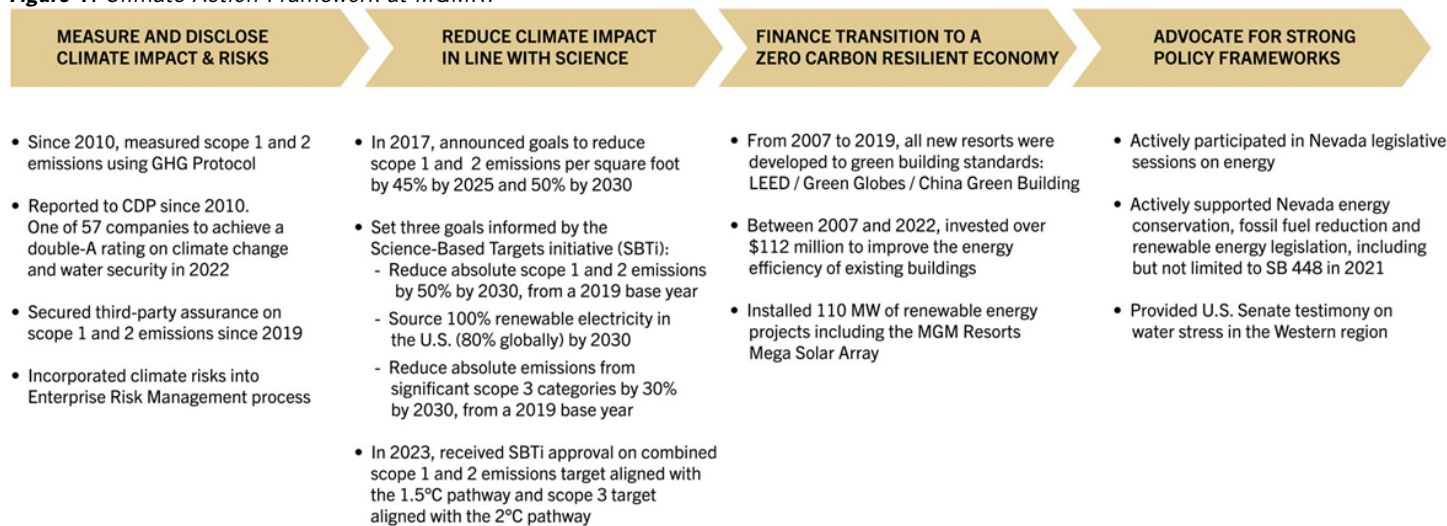 Figure 1: Climate Action Framework at MGMRI
MEASURE AND DISCLOSE
CLIMATE IMPACT & RISKS
• Since 2010, measured scope 1 and 2
emissions using GHG Protocol
• Reported to CDP since 2010.
One of 57 companies to achieve a
double-A rating on climate change
and water security in 2022
• Secured third-party assurance on
scope 1 and 2 emissions since 2019
• Incorporated climate risks into
Enterprise Risk Management process
REDUCE CLIMATE IMPACT
IN LINE WITH SCIENCE
• In 2017, announced goals to reduce
scope 1 and 2 emissions per square foot
by 45% by 2025 and 50% by 2030
• Set three goals informed by the
Science-Based Targets initiative (SBTi):
- Reduce absolute scope 1 and 2 emissions
by 50% by 2030, from a 2019 base year
- Source 100% renewable electricity in
the U.S. (80% globally) by 2030
- Reduce absolute emissions from
significant scope 3 categories by 30%
by 2030, from a 2019 base year
• In 2023, received SBTi approval on combined
scope 1 and 2 emissions target aligned with
the 1.5°C pathway and scope 3 target
aligned with the 2°C pathway
FINANCE TRANSITION TO A
ZERO CARBON RESILIENT ECONOMY
• From 2007 to 2019, all new resorts were
developed to green building standards:
LEED / Green Globes / China Green Building
• Between 2007 and 2022, invested over
$112 million to improve the energy
efficiency of existing buildings
• Installed 110 MW of renewable energy
projects including the MGM Resorts
Mega Solar Array
ADVOCATE FOR STRONG
POLICY FRAMEWORKS
• Actively participated in Nevada legislative
sessions on energy
• Actively supported Nevada energy
conservation, fossil fuel reduction and
renewable energy legislation, including
but not limited to SB 448 in 2021
• Provided U.S. Senate testimony on
water stress in the Western region